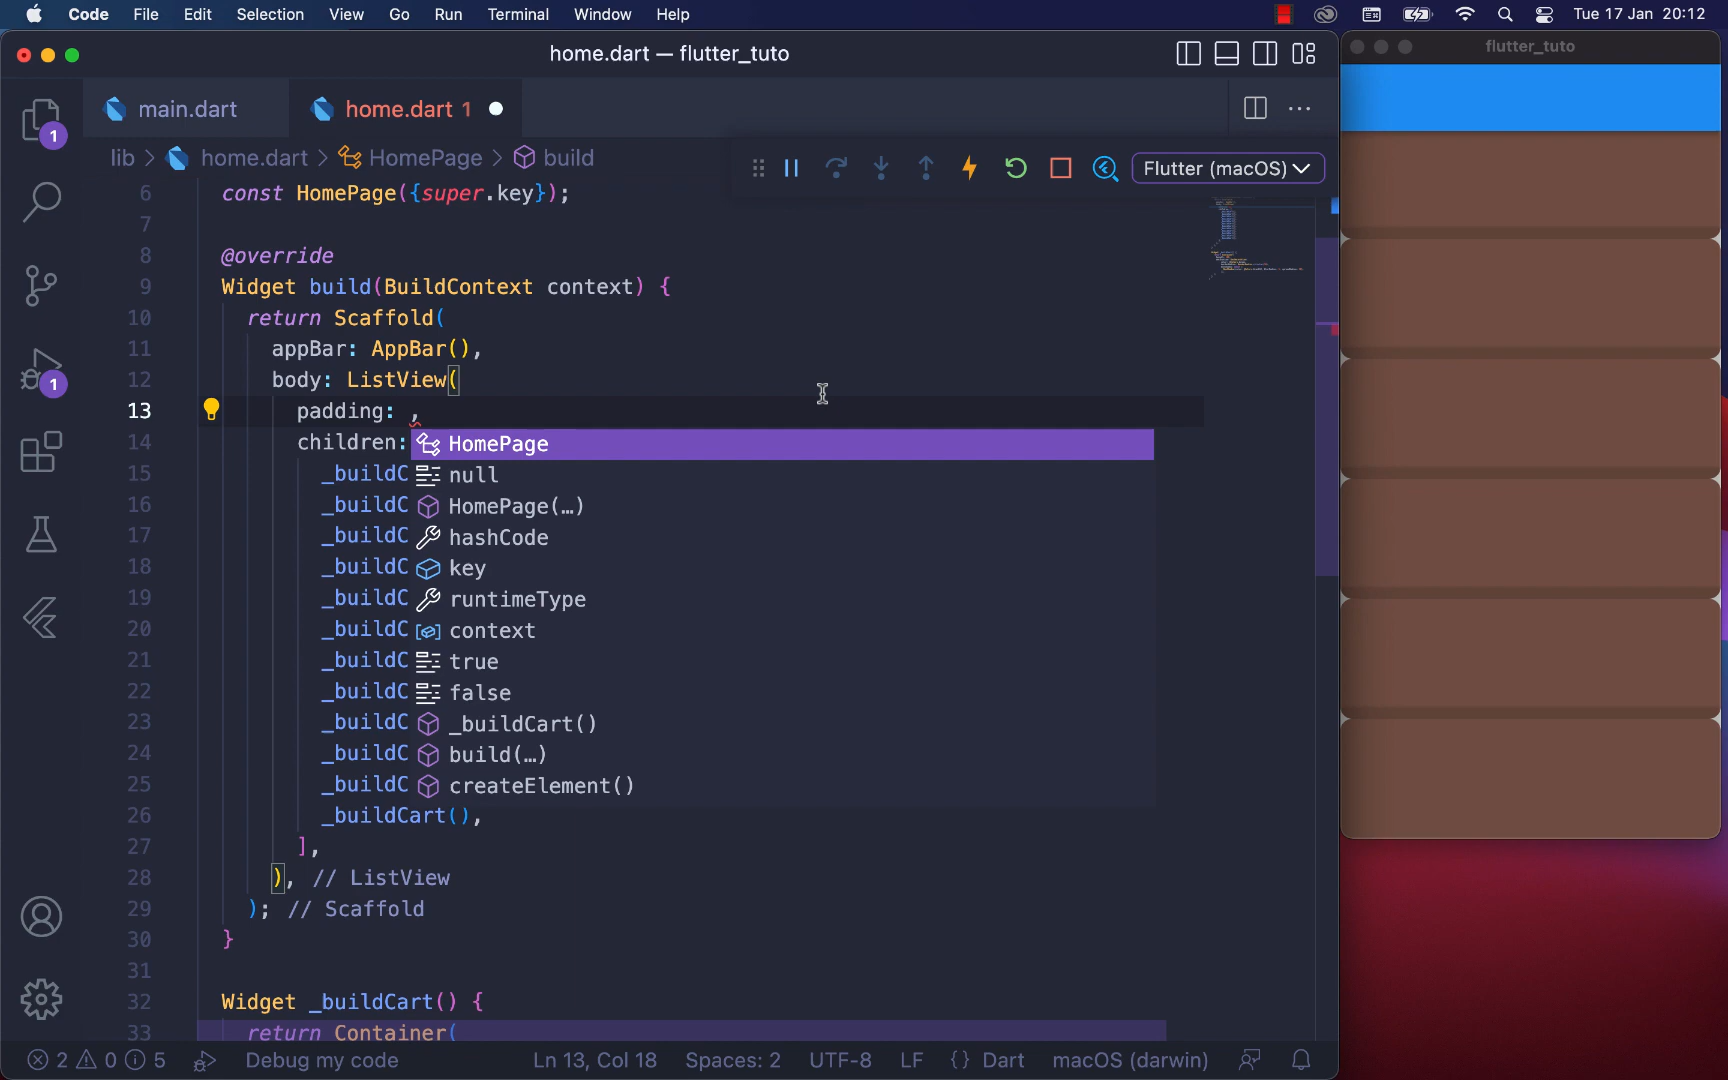 Code File Edit Selection View Go Run Terminal Window Help Tue 17 Jan 20:12
home.dart — flutter_tuto
flutter_tuto
main.dart
home.dart 1
lib > home.dart > HomePage > build
Flutter (macOS)
1
1
6 const HomePage({super.key});
7
8 @override
9 Widget build(BuildContext context) {
10 return Scaffold(
11 appBar: AppBar(),
12 body: ListView(
13 padding: ,
14 children: HomePage
15 _buildC null
16 _buildC HomePage(…)
17 _buildC hashCode
18 _buildC key
19 _buildC runtimeType
20 _buildC context
21 _buildC true
22 _buildC false
23 _buildC _buildCart()
24 _buildC build(…)
25 _buildC createElement()
26 _buildCart(),
27 ],
28 ), // ListView
29 ); // Scaffold
30 }
31
32 Widget _buildCart() {
33 return Container(
2 0 5 Debug my code Ln 13, Col 18 Spaces: 2 UTF-8 LF {} Dart macOS (darwin)